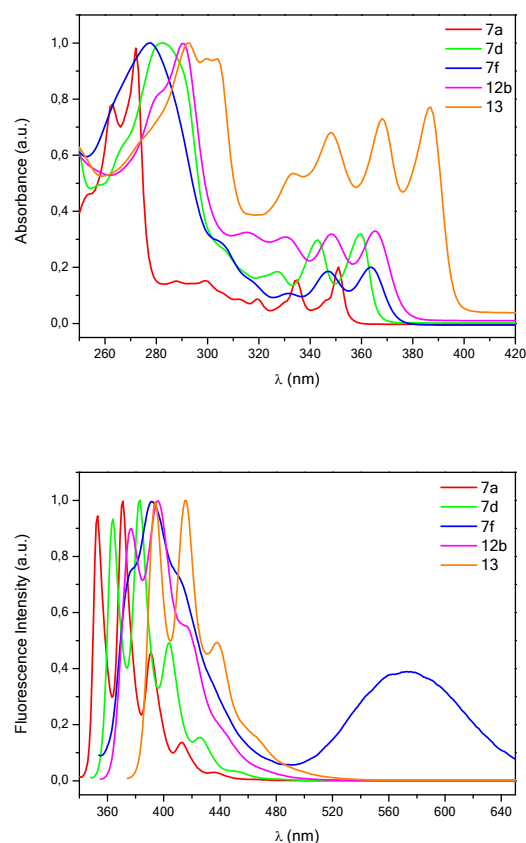 7a
7d
7f
12b
13
Absorbance (a.u.)
1,0
0,8
0,6
0,4
0,2
0,0
260 280 300 320 340 360 380 400 420
λ (nm)
7a
7d
7f
12b
13
Fluorescence Intensity (a.u.)
1,0
0,8
0,6
0,4
0,2
0,0
360 400 440 480 520 560 600 640
λ (nm)